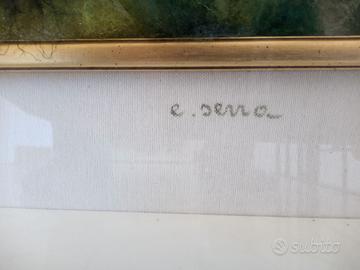 e. serra
subito